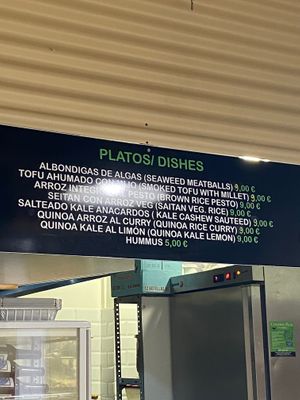 PLATOS/ DISHES
ALBONDIGAS DE ALGAS (SEAWEED MEATBALLS) 9,00 €
TOFU AHUMADO CON MIJO (SMOKED TOFU WITH MILLET) 9,00 €
ARROZ PESTO (BROWN RICE PESTO) 9,00 €
SEITAN CON ARROZ VEG (SAITAN VEG. RICE) 9,00 €
SALTEADO KALE ANACARDOS ( KALE CASHEW SAUTEED) 9,00 €
QUINOA ARROZ AL CURRY (QUINOA RICE CURRY) 9,00 €
QUINOA KALE AL LIMÓN (QUINOA KALE LEMON) 9,00 €
HUMMUS 5,00 €